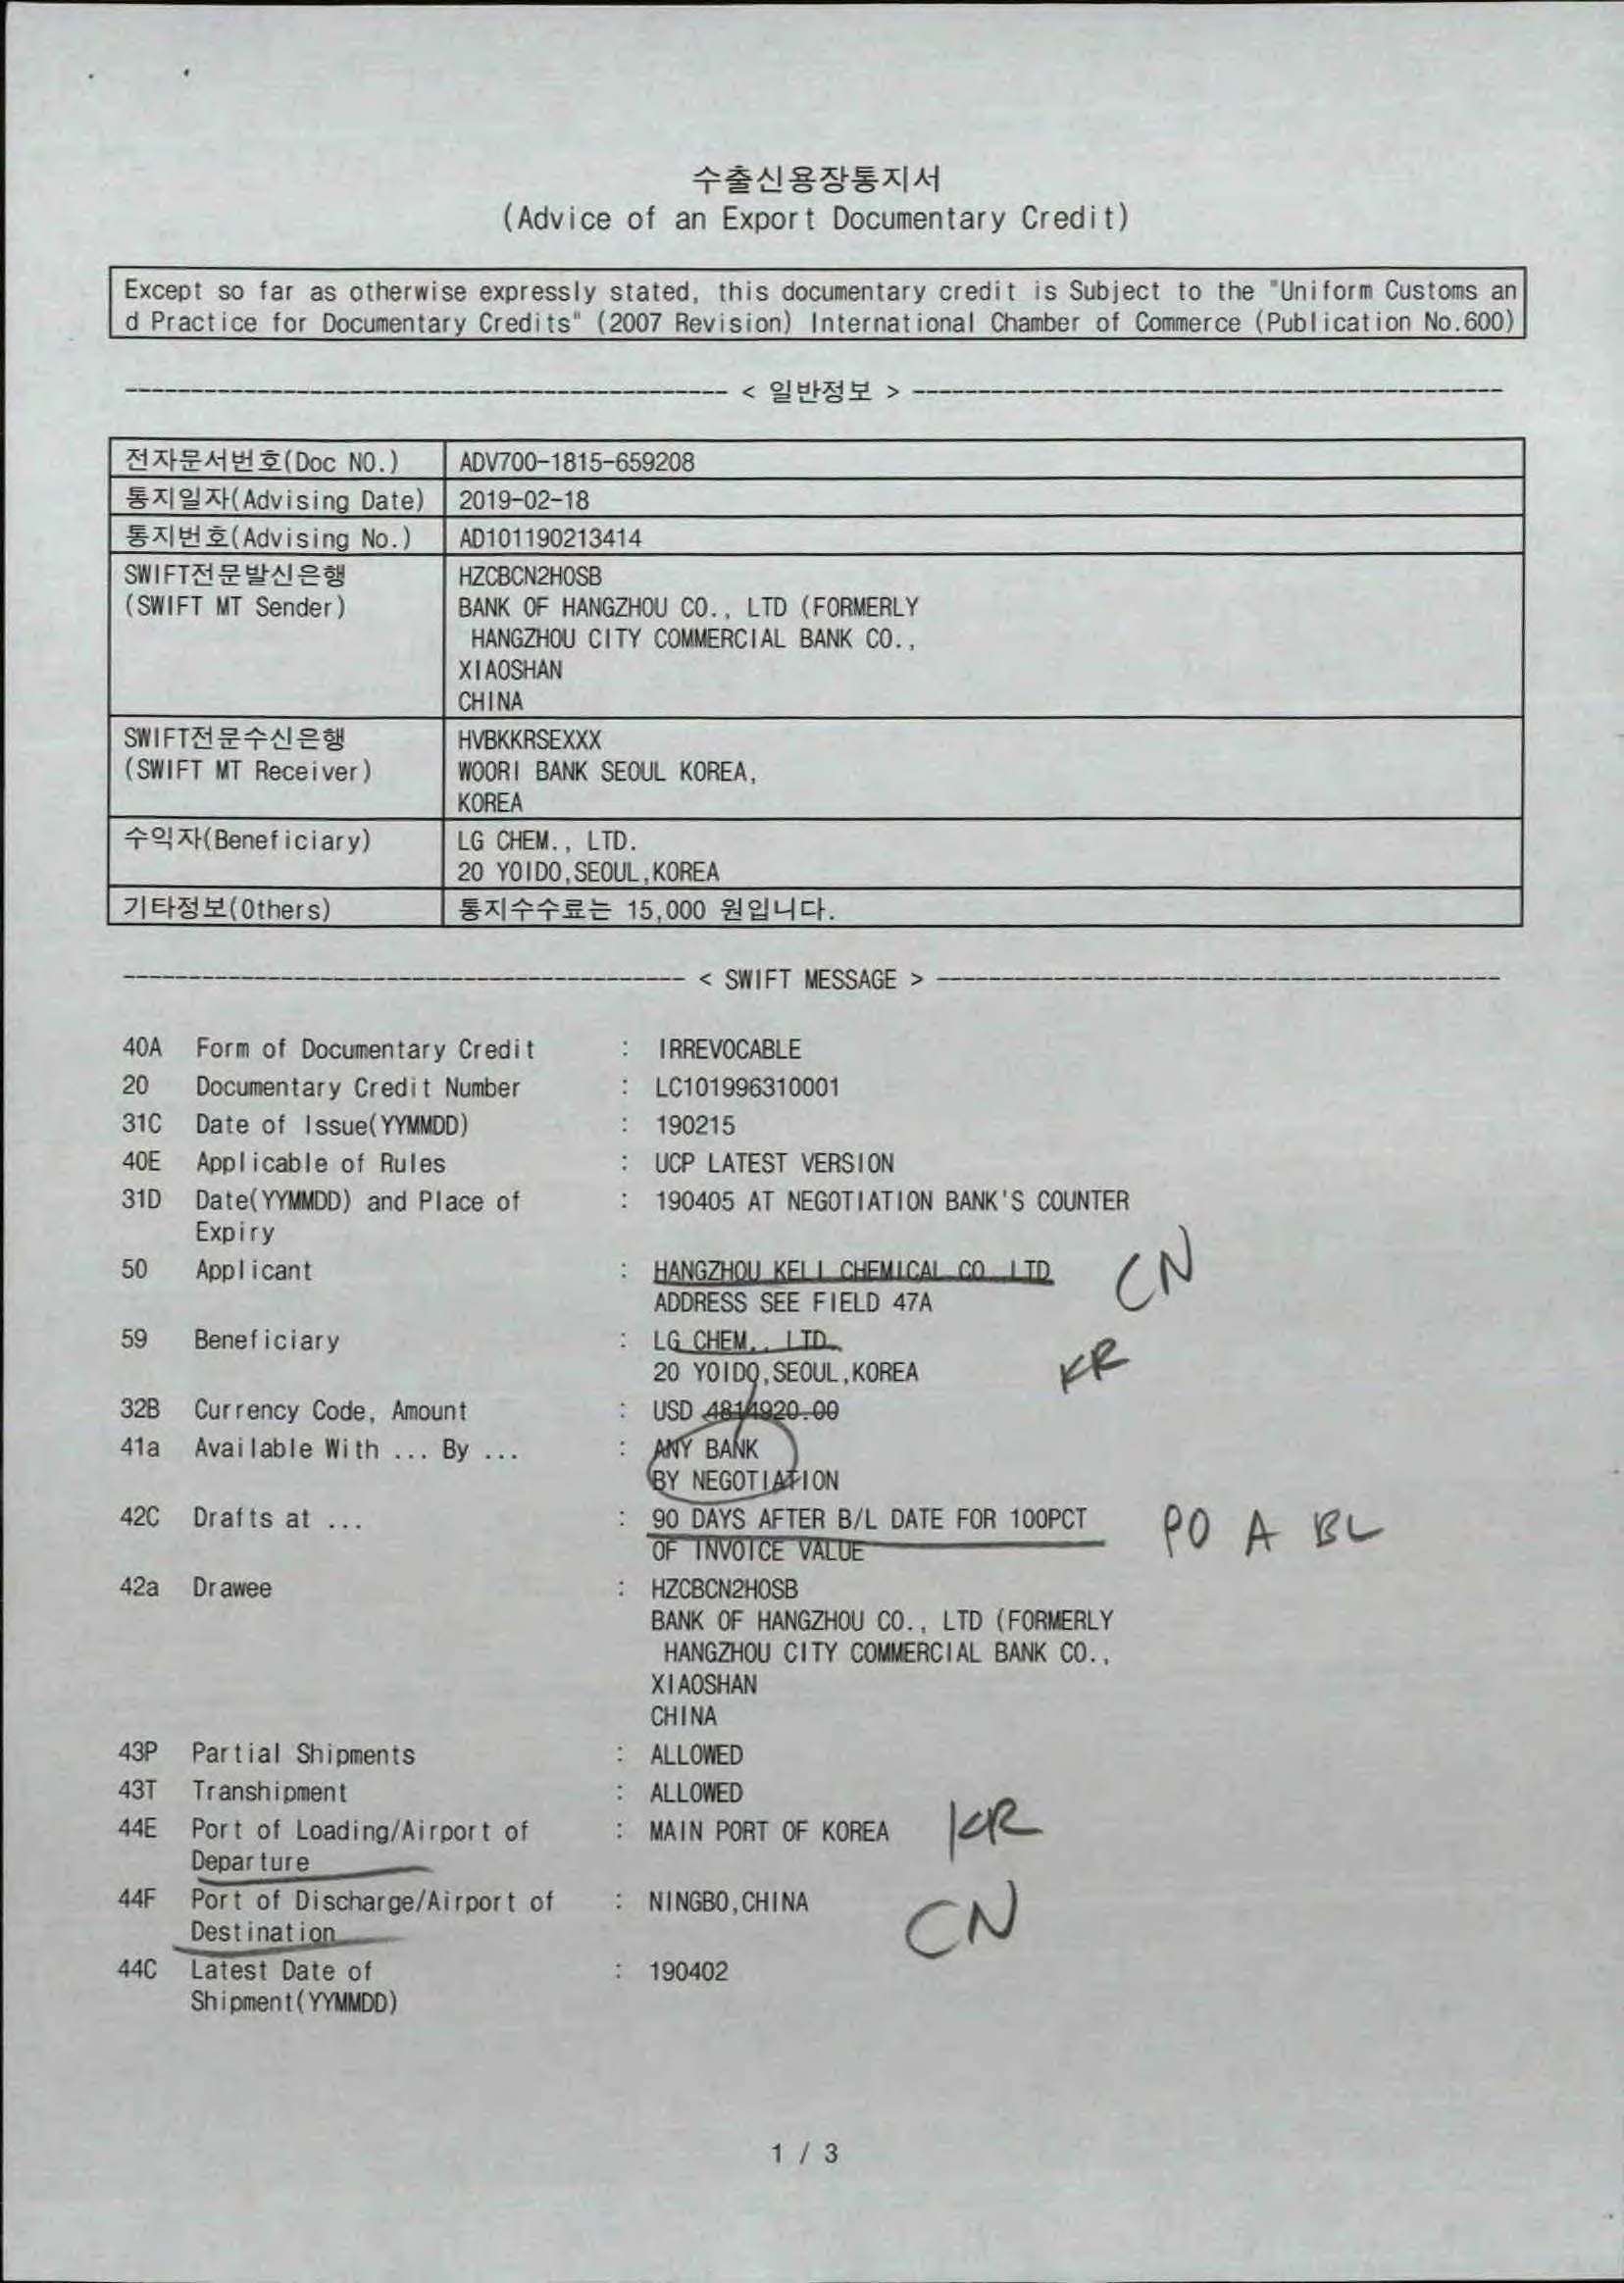 수출신용장통지서
(Advice of an Export Documentary Credit)
Except so far as otherwise expressly stated, this documentary credit is Subject to the "Uniform Customs an
d Practice for Documentary Credits" (2007 Revision) International Chamber of Commerce (Publication No.600)
< 일반정보 >
전자문서번호(Doc NO.) ADV700-1815-659208
통지일자(Advising Date) 2019-02-18
통지번호(Advising No.) AD101190213414
SWIFT전문발신은행 HZCBCN2HOSB
(SWIFT MT Sender) BANK OF HANGZHOU CO., LTD (FORMERLY
HANGZHOU CITY COMMERCIAL BANK CO.,
XIAOSHAN
CHINA
SWIFT전문수신은행 HVBKKRSEXXX
(SWIFT MT Receiver) WOORI BANK SEOUL KOREA,
KOREA
수익자(Beneficiary) LG CHEM., LTD.
20 YOIDO,SEOUL,KOREA
기타정보(Others) 통지수수료는 15,000 원입니다.
< SWIFT MESSAGE >
40A Form of Documentary Credit : IRREVOCABLE
20 Documentary Credit Number : LC101996310001
31C Date of Issue(YYMMDD) : 190215
40E Applicable of Rules : UCP LATEST VERSION
31D Date(YYMMDD) and Place of : 190405 AT NEGOTIATION BANK'S COUNTER
Expiry
50 Applicant : HANGZHOU KELI CHEMICAL CO LTD CN
ADDRESS SEE FIELD 47A
59 Beneficiary : LG CHEM., LTD.
20 YOIDO,SEOUL,KOREA KR
32B Currency Code, Amount : USD
41a Available With ... By ... : ANY BANK
BY NEGOTIATION
42C Drafts at ... : 90 DAYS AFTER B/L DATE FOR 100PCT
OF INVOICE VALUE
A BL
42a Drawee : HZCBCN2HOSB
BANK OF HANGZHOU CO., LTD (FORMERLY
HANGZHOU CITY COMMERCIAL BANK CO.,
XIAOSHAN
CHINA
43P Partial Shipments : ALLOWED
43T Transhipment : ALLOWED
44E Port of Loading/Airport of : MAIN PORT OF KOREA KR
Departure
44F Port of Discharge/Airport of : NINGBO,CHINA CN
Destination
44C Latest Date of : 190402
Shipment(YYMMDD)
1 / 3